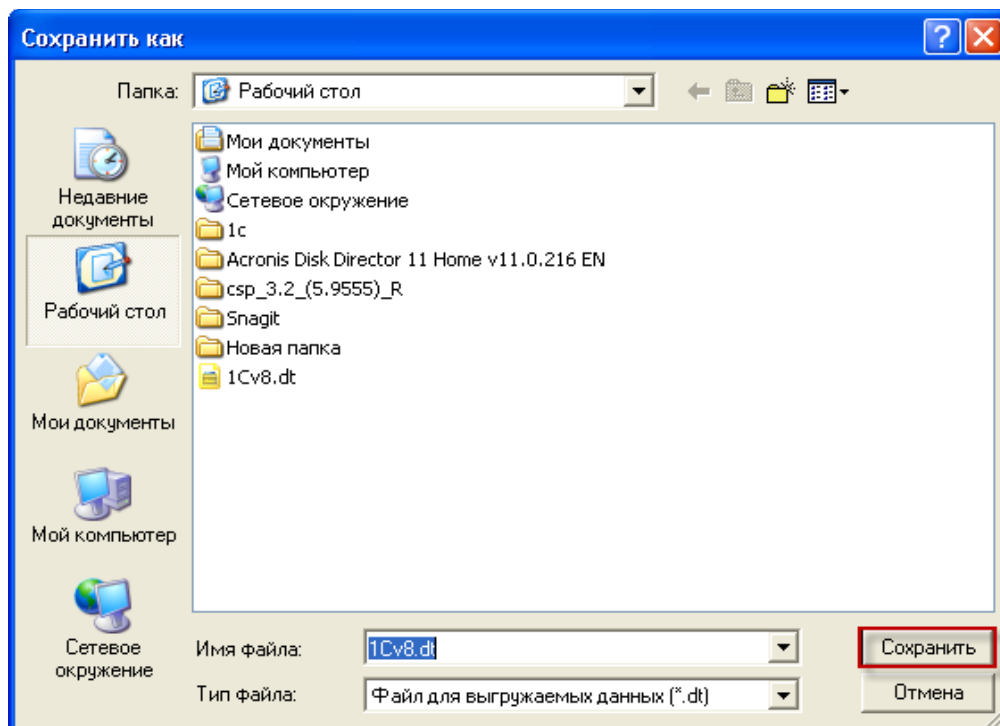 Сохранить как
Папка:
Рабочий стол
Недавние
документы
Рабочий стол
Мои документы
Мой компьютер
Сетевое
окружение
Мои документы
Мой компьютер
Сетевое окружение
1c
Acronis Disk Director 11 Home v11.0.216 EN
csp_3.2_(5.9555)_R
Snagit
Новая папка
1Cv8.dt
Имя файла:
1Cv8.dt
Сохранить
Тип файла:
Файл для выгружаемых данных (*.dt)
Отмена